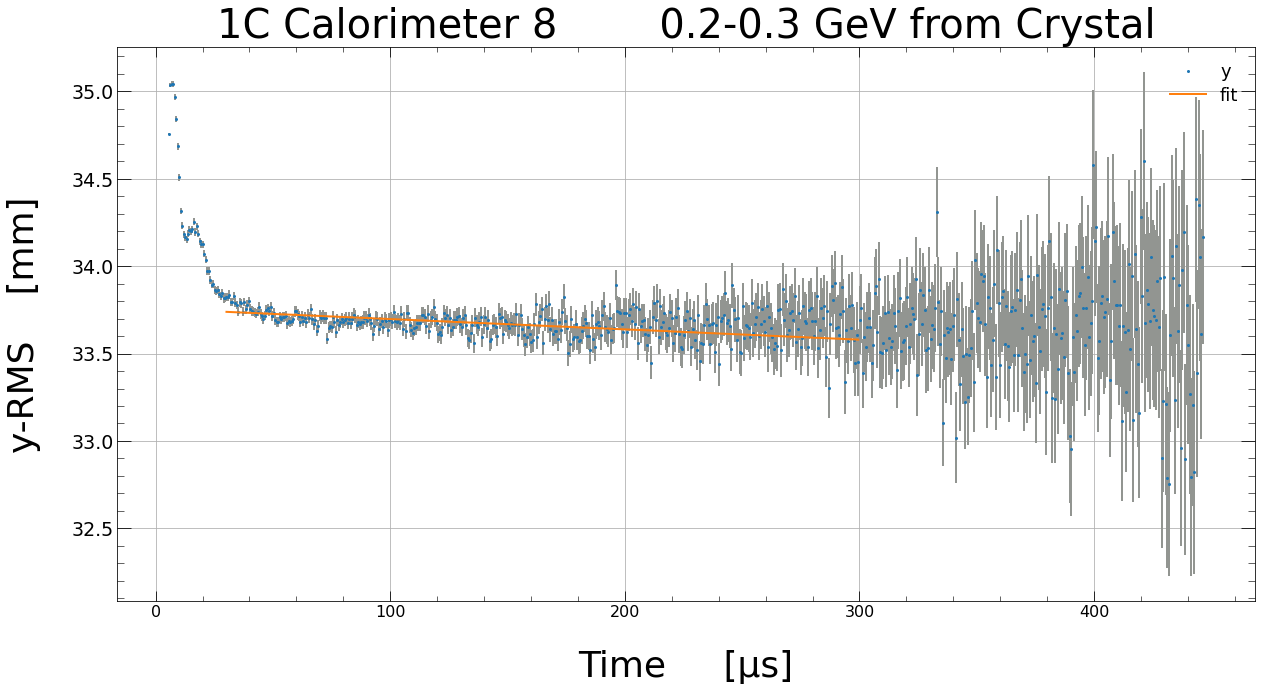 1C Calorimeter 8 0.2-0.3 GeV from Crystal
y
fit
35.0
34.5
34.0
33.5
33.0
32.5
y-RMS [mm]
0 100 200 300 400
Time [μs]